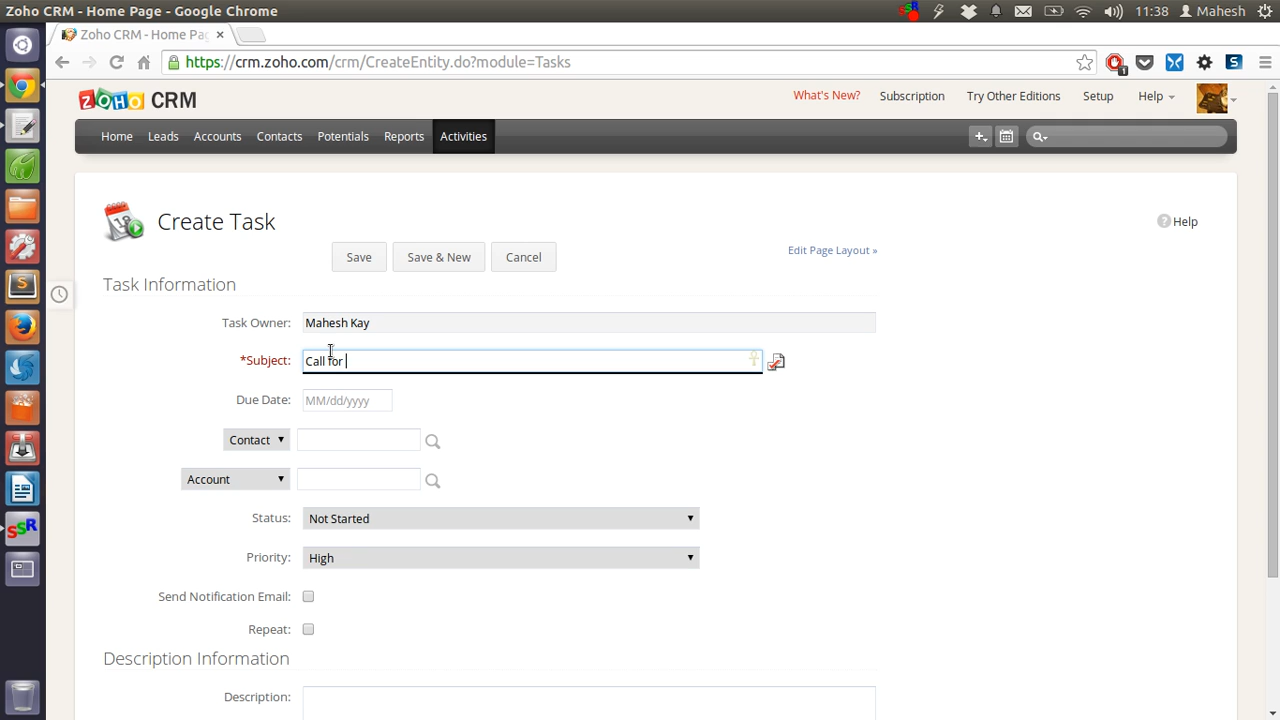 Zoho CRM - Home Page - Google Chrome
11:38 Mahesh
Zoho CRM - Home Pa
https://crm.zoho.com/crm/CreateEntity.do?module=Tasks
ZOHO CRM
What's New? Subscription Try Other Editions Setup Help
Home Leads Accounts Contacts Potentials Reports Activities
Create Task
Help
Save Save & New Cancel
Edit Page Layout »
Task Information
Task Owner: Mahesh Kay
*Subject: Call for
Due Date: MM/dd/yyyy
Contact
Account
Status: Not Started
Priority: High
Send Notification Email:
Repeat:
Description Information
Description: